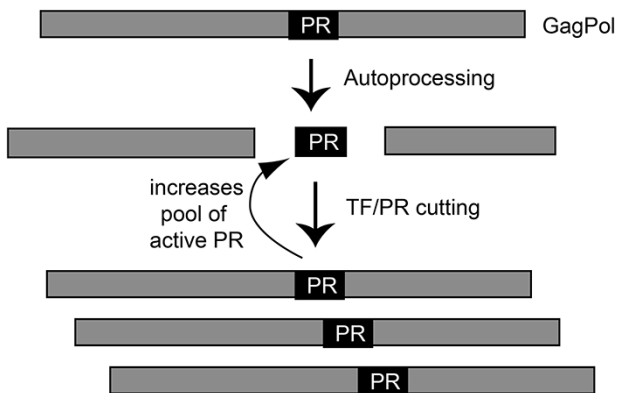 PR
GagPol
Autoprocessing
PR
increases
pool of
active PR
TF/PR cutting
PR
PR
PR